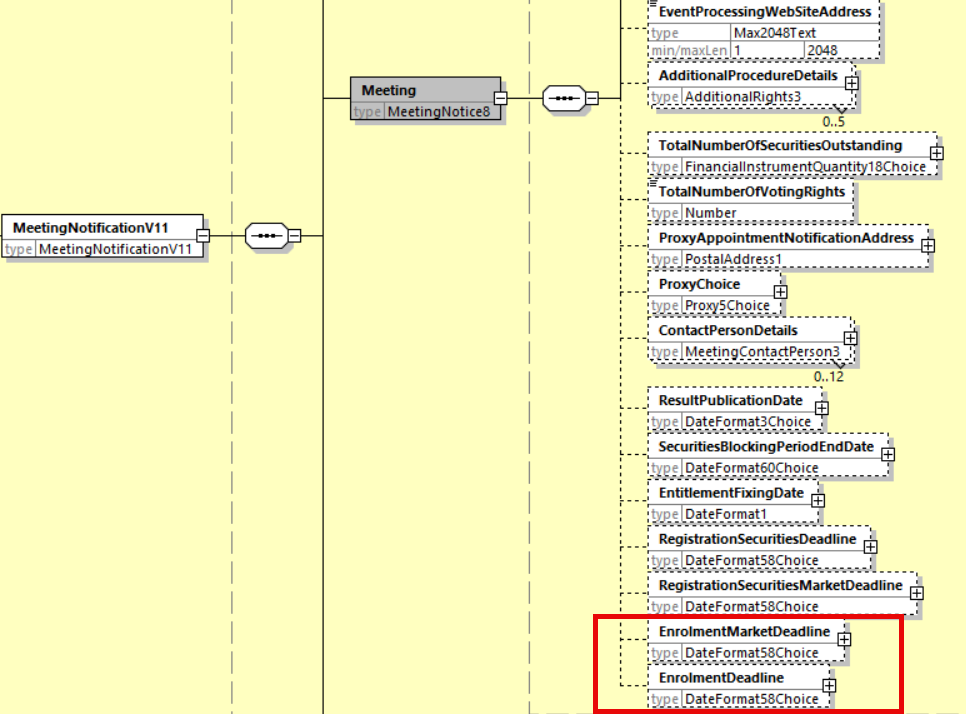 EventProcessingWebSiteAddress
type Max2048Text
min/maxLen 1 2048
AdditionalProcedureDetails
type AdditionalRights3
0..5
Meeting
type MeetingNotice8
TotalNumberOfSecuritiesOutstanding
type FinancialInstrumentQuantity18Choice
TotalNumberOfVotingRights
type Number
MeetingNotificationV11
type MeetingNotificationV11
ProxyAppointmentNotificationAddress
type PostalAddress1
ProxyChoice
type Proxy5Choice
ContactPersonDetails
type MeetingContactPerson3
0..12
ResultPublicationDate
type DateFormat3Choice
SecuritiesBlockingPeriodEndDate
type DateFormat60Choice
EntitlementFixingDate
type DateFormat1
RegistrationSecuritiesDeadline
type DateFormat58Choice
RegistrationSecuritiesMarketDeadline
type DateFormat58Choice
EnrolmentMarketDeadline
type DateFormat58Choice
EnrolmentDeadline
type DateFormat58Choice